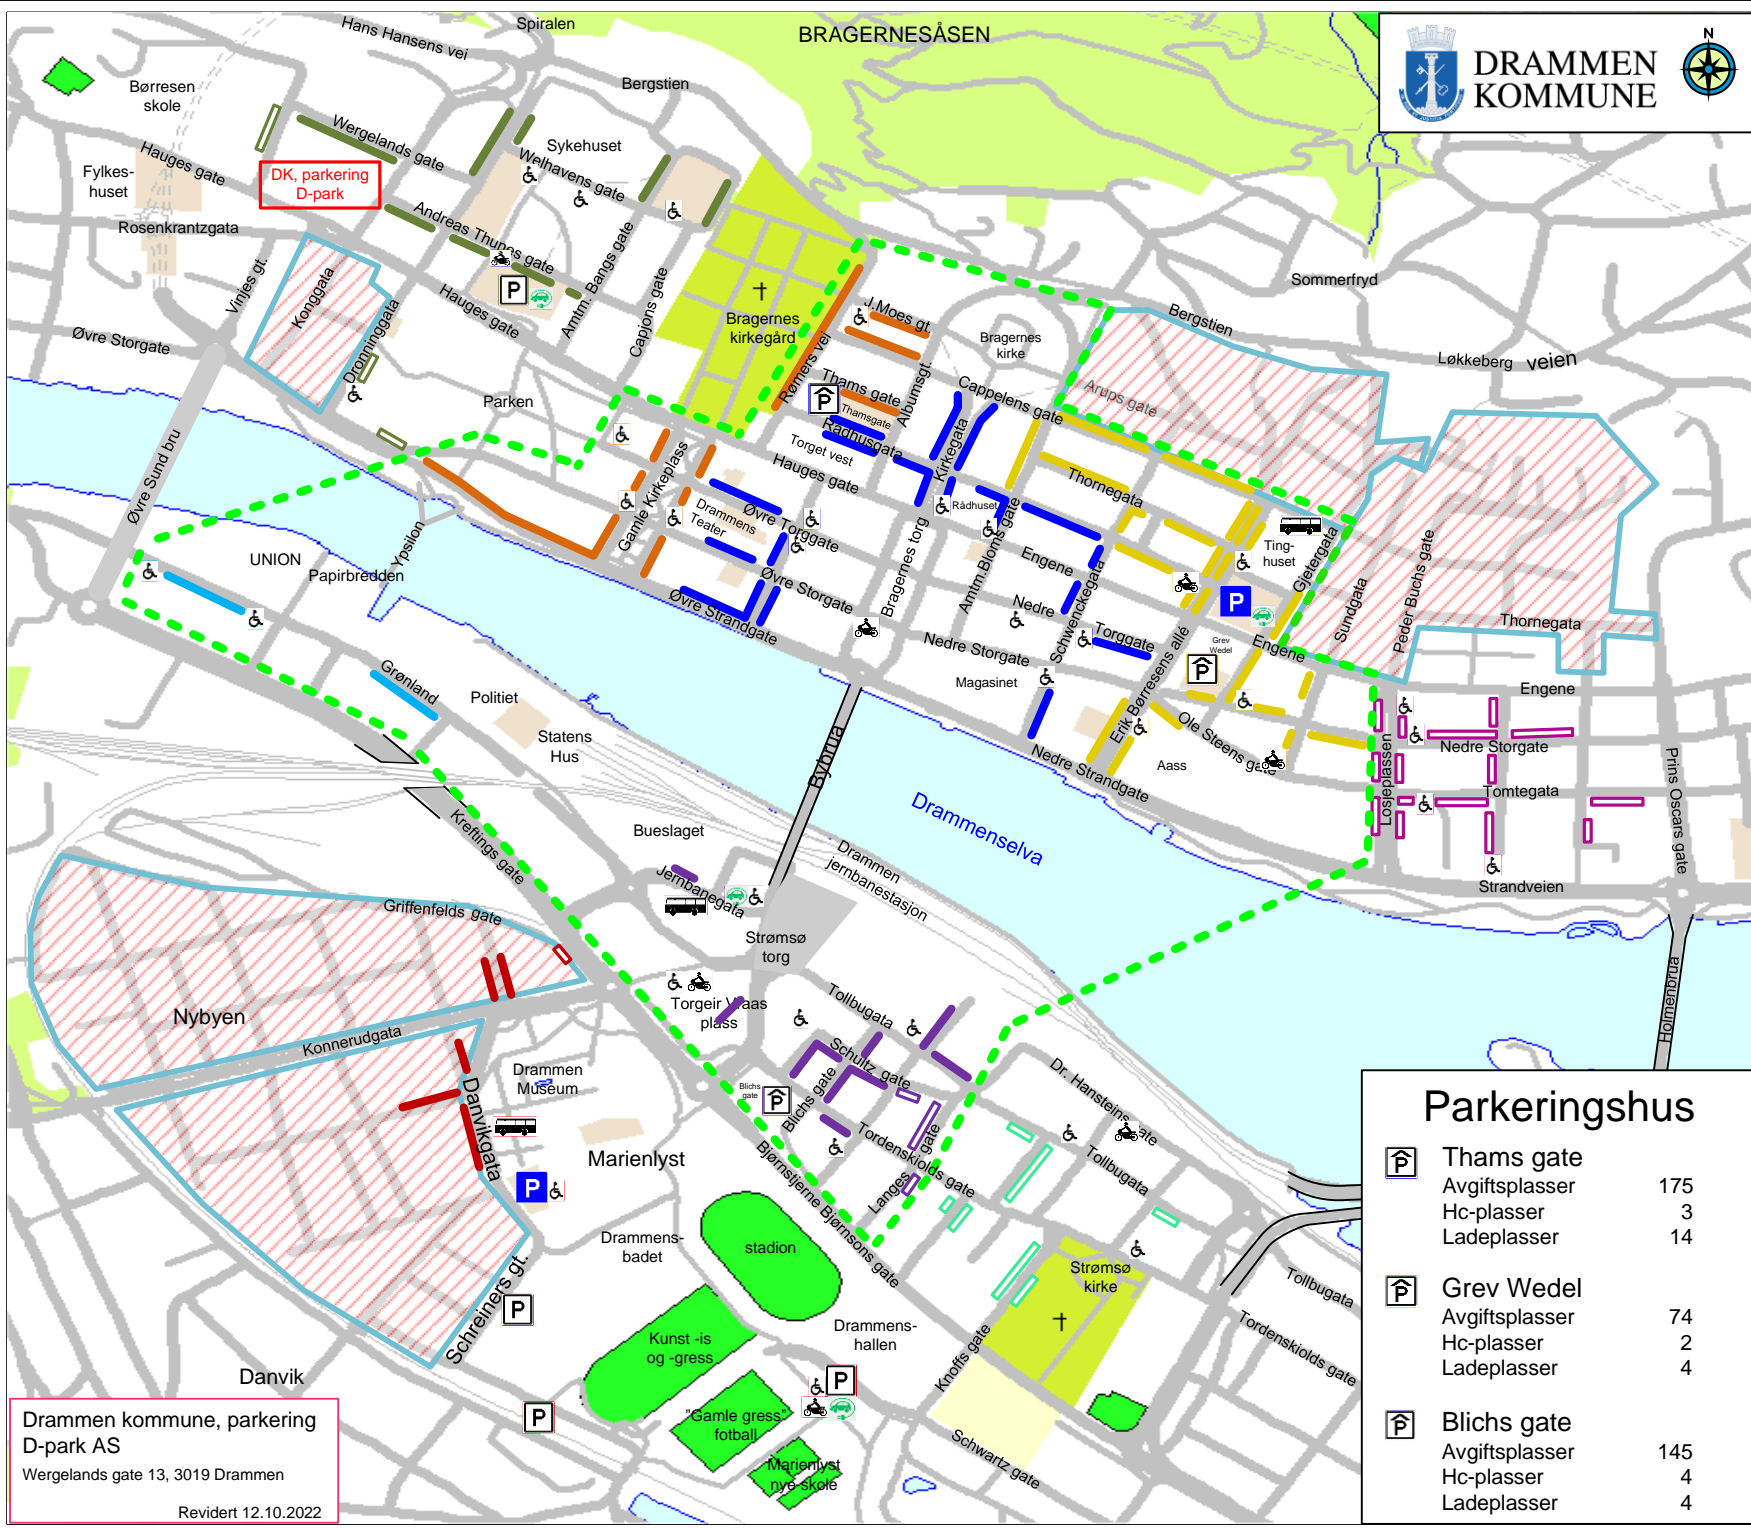 Spiralen
Hans Hansens vei
BRAGERNESÅSEN
DRAMMEN
KOMMUNE
N
Børresen
skole
Bergstien
Wergelands gate
Sykehuset
Hauges gate
Welhavens gate
Fylkes-
huset
DK, parkering
D-park
Rosenkrantzgata
Andreas Thunes gate
Amtm. Bangs gate
Capjons gate
P
Vinjes gt.
Konggata
Dronninggata
Øvre Storgate
Hauges gate
Bragernes
kirkegård
Rømers vei
J.Moes gt.
Bragernes
kirke
Sommerfryd
Bergstien
Løkkeberg
veien
Parken
Thams gate
Thamsgate
Albumsgt.
Cappelens gate
Arups gate
P
Rådhusgata
Torget vest
Hauges gate
Kirkegata
Thornegata
Øvre Sund bru
Ypsilon
Gamle Kirkeplass
Drammens
Teater
Øvre Torggate
Rådhuset
Amtm.Bloms gate
Engene
Schwenckegata
Ting-
huset
Gjetergata
Peder Buchs gate
Sundgata
UNION
Papirbredden
Øvre Storgate
Øvre Strandgate
Bragernes torg
Nedre
Torggate
P
Grev
Wedel
P
Engene
Thornegata
Nedre Storgate
Magasinet
Erik Børresens allé
Grønland
Politiet
Statens
Hus
Bybrua
Ole Steens gate
Aass
Nedre Strandgate
Engene
Nedre Storgate
Losjeplassen
Tomtegata
Prins Oscars gate
Strandveien
Drammenselva
Kreftings gate
Bueslaget
Jernbanegata
Drammen
jernbanestasjon
Griffenfelds gate
Strømsø
torg
Holmenbrua
Nybyen
Konnerudgata
Torgeir Vraas
plass
Tollbugata
Schultz gate
Drammen
Museum
Danvikgata
Blichs
gate
P
Blichs gate
Dr. Hansteins gate
Tordenskiolds gate
Tollbugata
Langes gate
Marienlyst
P
Bjørnstjerne Bjørnsons gate
Drammens-
badet
stadion
Strømsø
kirke
Tollbugata
Tordenskiolds gate
Schreiners gt.
P
Kunst -is
og -gress
Drammens-
hallen
Knoffs gate
P
Danvik
P
"Gamle gress"
fotball
Marienlyst
nye skole
Schwartz gate
Parkeringshus
P Thams gate
Avgiftsplasser 175
Hc-plasser 3
Ladeplasser 14
P Grev Wedel
Avgiftsplasser 74
Hc-plasser 2
Ladeplasser 4
P Blichs gate
Avgiftsplasser 145
Hc-plasser 4
Ladeplasser 4
Drammen kommune, parkering
D-park AS
Wergelands gate 13, 3019 Drammen
Revidert 12.10.2022